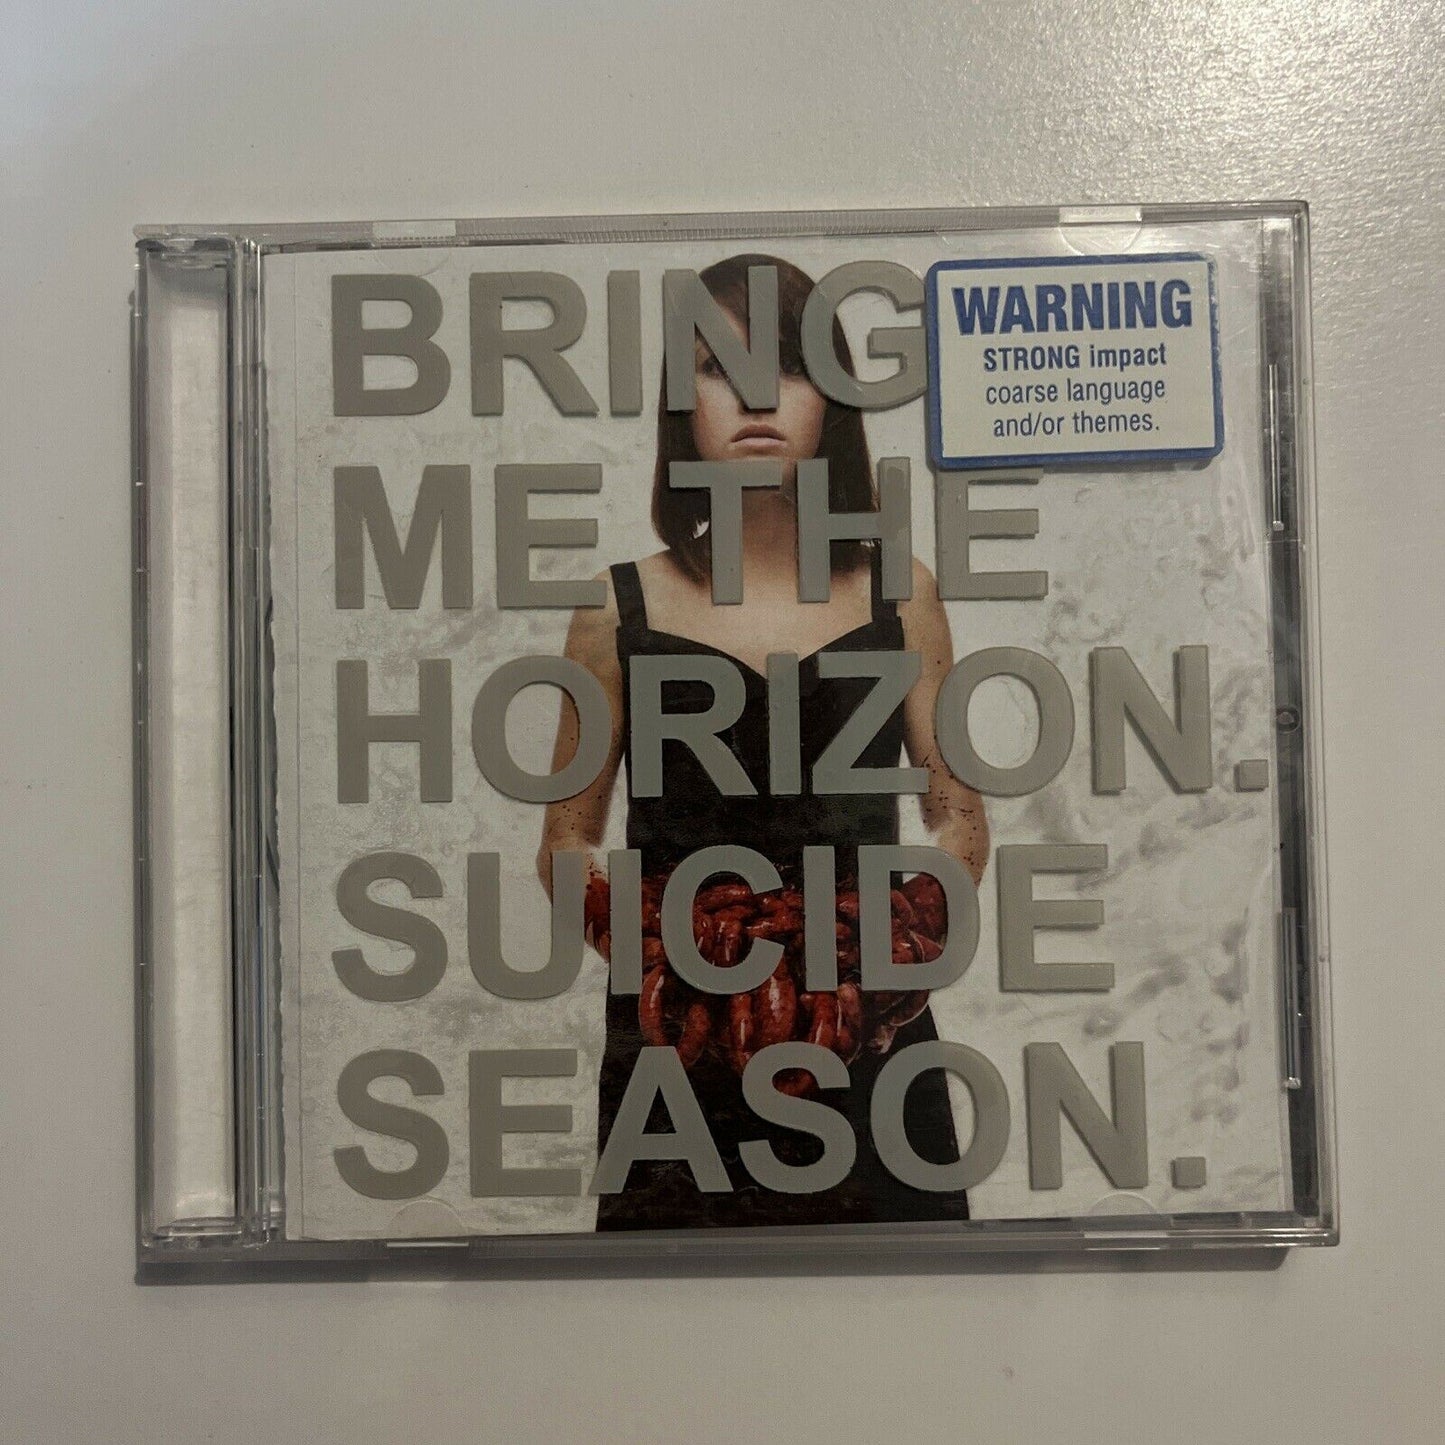 BRING
ME THE
HORIZON.
SUICIDE
SEASON.
WARNING
STRONG impact
coarse language
and/or themes.